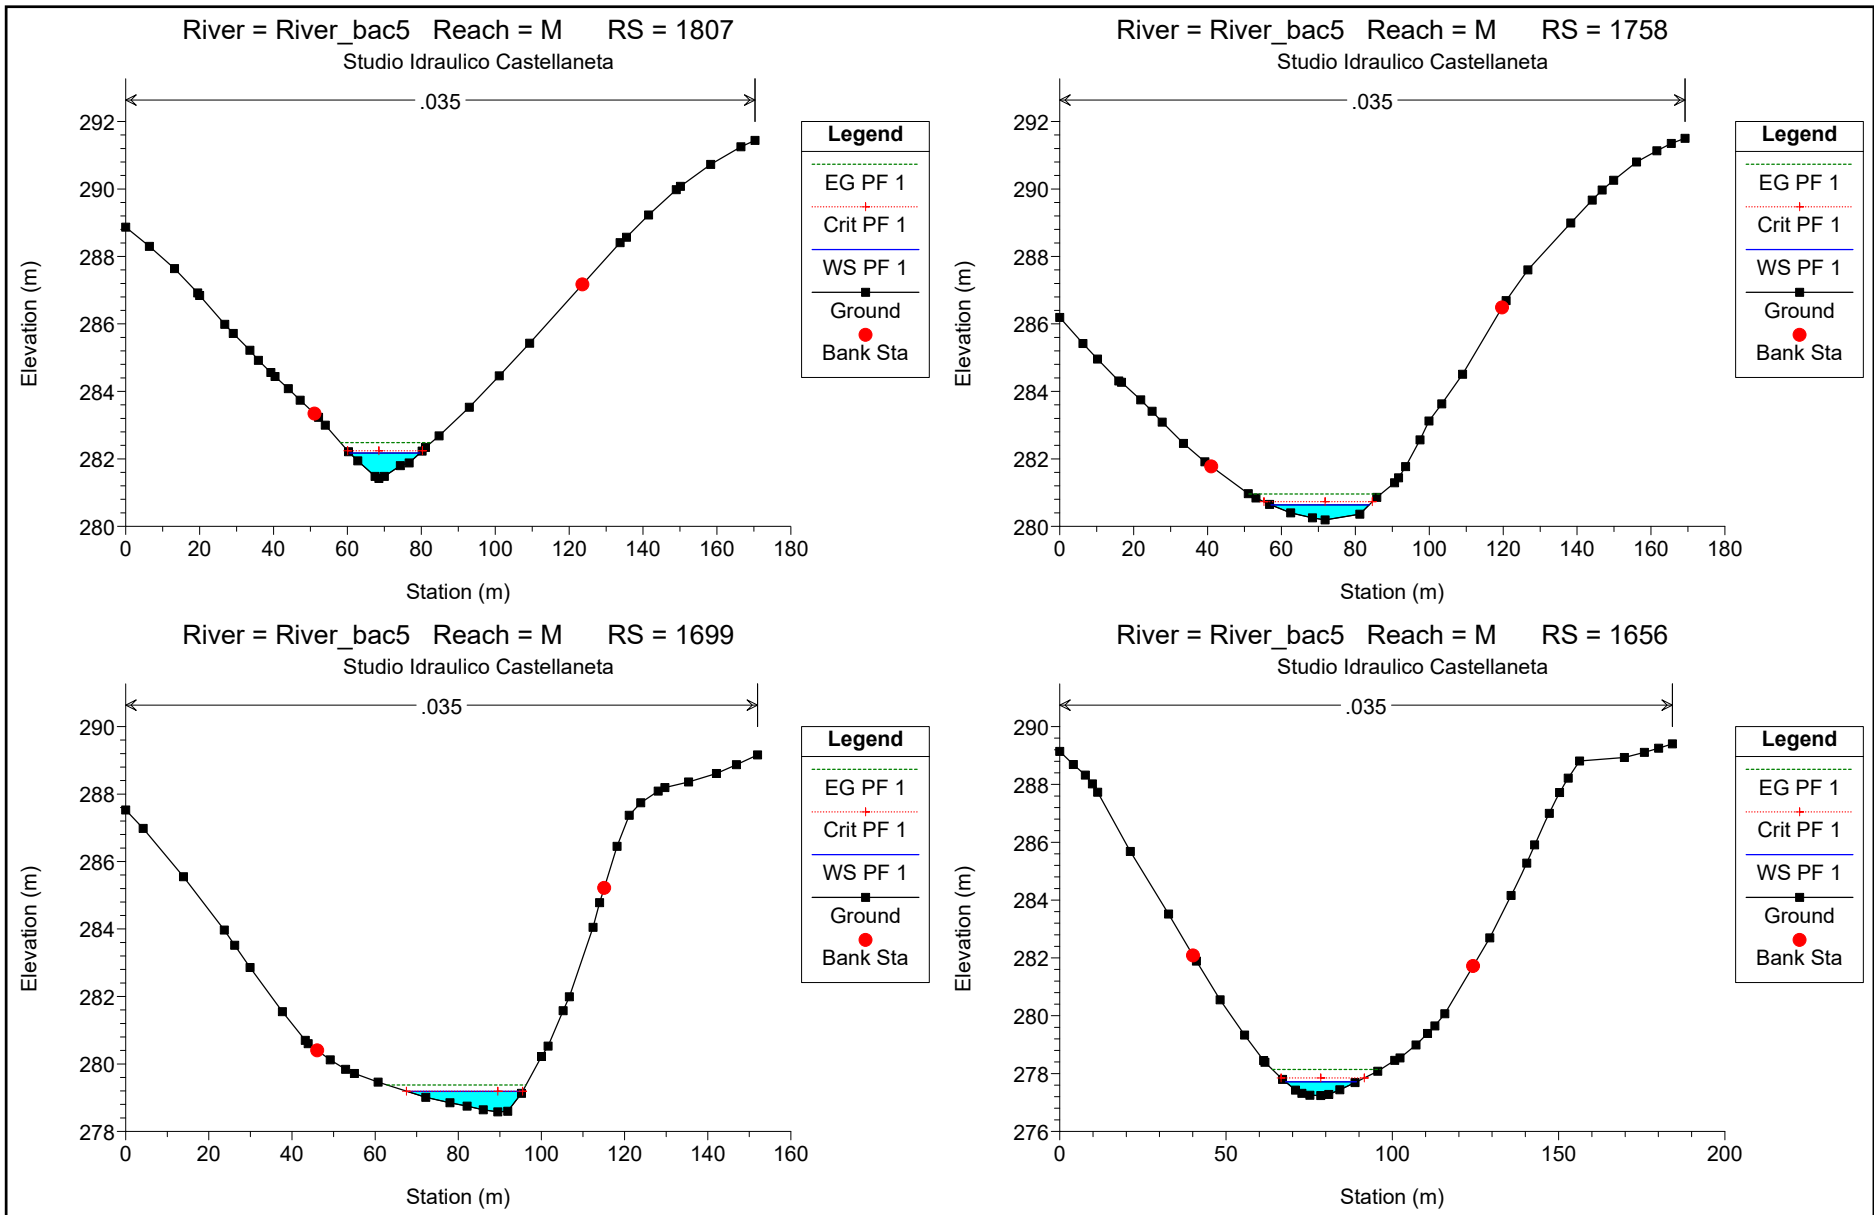 River = River_bac5 Reach = M RS = 1807
Studio Idraulico Castellaneta
.035
292
290
288
286
284
282
280
Elevation (m)
0 20 40 60 80 100 120 140 160 180
Station (m)
Legend
EG PF 1
Crit PF 1
WS PF 1
Ground
Bank Sta
River = River_bac5 Reach = M RS = 1758
Studio Idraulico Castellaneta
.035
292
290
288
286
284
282
280
Elevation (m)
0 20 40 60 80 100 120 140 160 180
Station (m)
Legend
EG PF 1
Crit PF 1
WS PF 1
Ground
Bank Sta
River = River_bac5 Reach = M RS = 1699
Studio Idraulico Castellaneta
.035
290
288
286
284
282
280
278
Elevation (m)
0 20 40 60 80 100 120 140 160
Station (m)
Legend
EG PF 1
Crit PF 1
WS PF 1
Ground
Bank Sta
River = River_bac5 Reach = M RS = 1656
Studio Idraulico Castellaneta
.035
290
288
286
284
282
280
278
276
Elevation (m)
0 50 100 150 200
Station (m)
Legend
EG PF 1
Crit PF 1
WS PF 1
Ground
Bank Sta